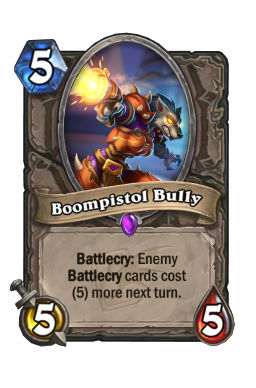 5
Boompistol Bully
Battlecry: Enemy
Battlecry cards cost
(5) more next turn.
5 5